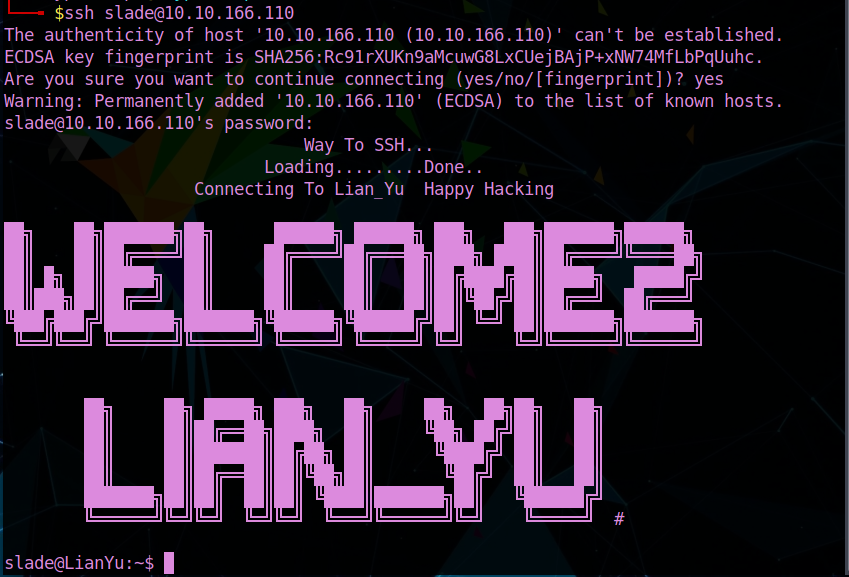 $ssh slade@10.10.166.110
The authenticity of host '10.10.166.110 (10.10.166.110)' can't be established.
ECDSA key fingerprint is SHA256:Rc91rXUKn9aMcuwG8LxCUejBAjP+xNW74MfLbPqUuhc.
Are you sure you want to continue connecting (yes/no/[fingerprint])? yes
Warning: Permanently added '10.10.166.110' (ECDSA) to the list of known hosts.
slade@10.10.166.110's password:
Way To SSH...
Loading.........Done..
Connecting To Lian_Yu  Happy Hacking
WELCOME2
LIAN_YU #
slade@LianYu:~$